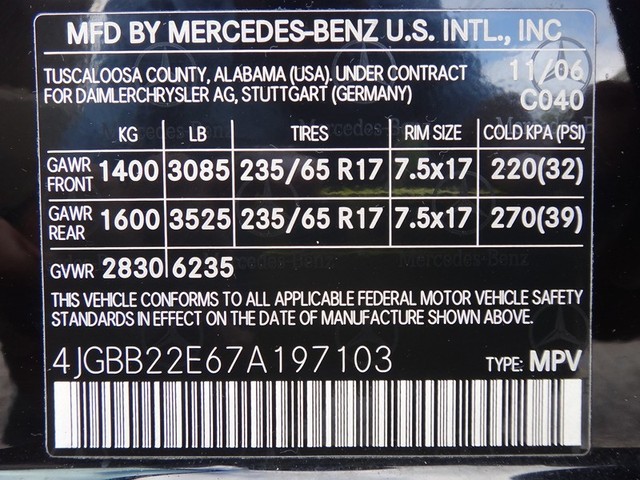 MFD BY MERCEDES-BENZ U.S. INTL., INC
TUSCALOOSA COUNTY, ALABAMA (USA). UNDER CONTRACT 11/06
FOR DAIMLERCHRYSLER AG, STUTTGART (GERMANY) C040
KG LB TIRES RIM SIZE COLD KPA (PSI)
GAWR FRONT 1400 3085 235/65 R17 7.5x17 220(32)
GAWR REAR 1600 3525 235/65 R17 7.5x17 270(39)
GVWR 2830 6235
THIS VEHICLE CONFORMS TO ALL APPLICABLE FEDERAL MOTOR VEHICLE SAFETY
STANDARDS IN EFFECT ON THE DATE OF MANUFACTURE SHOWN ABOVE.
4JGBB22E67A197103 TYPE: MPV